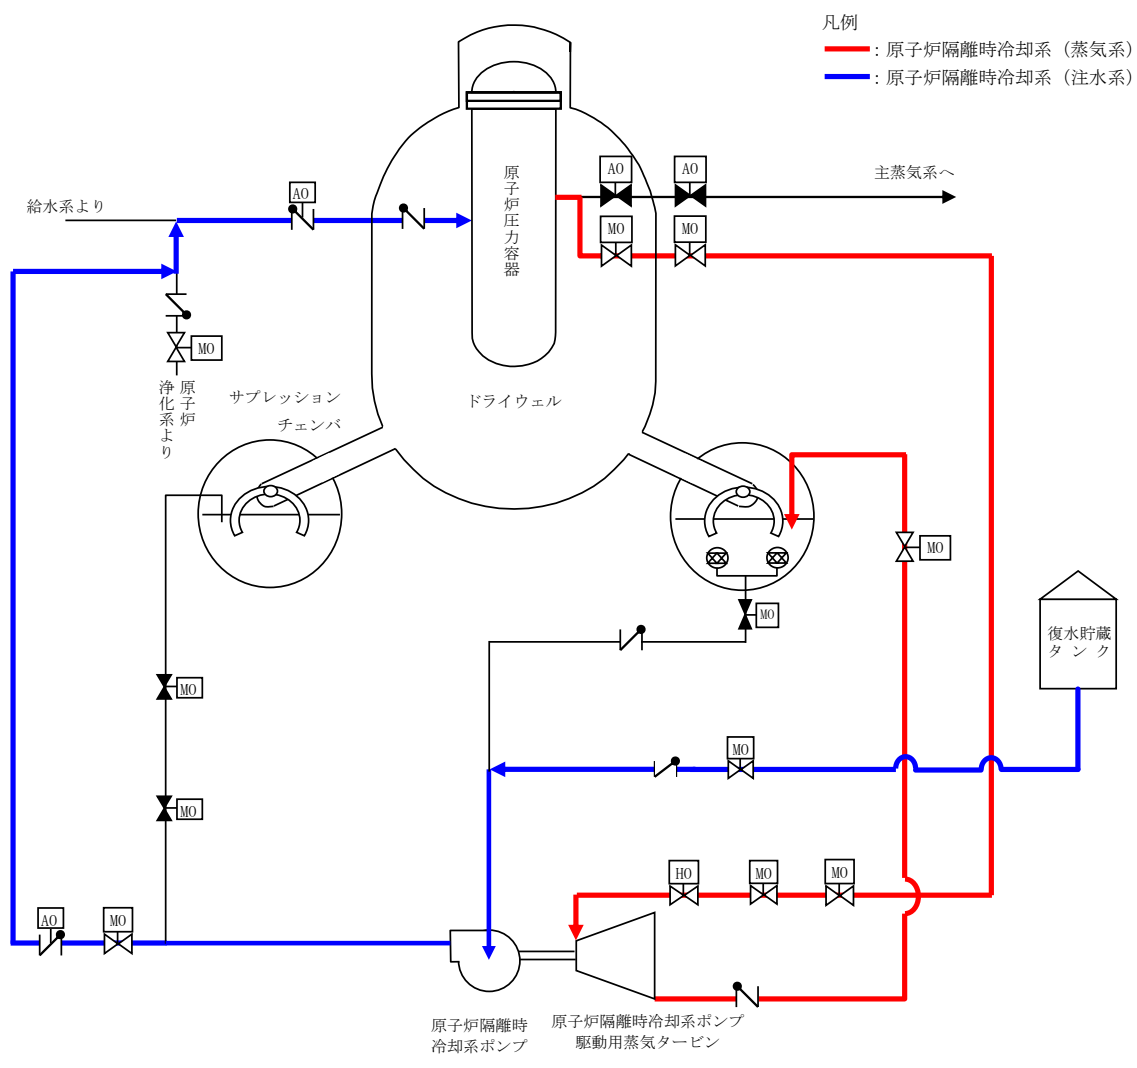 凡例
：原子炉隔離時冷却系（蒸気系）
：原子炉隔離時冷却系（注水系）
給水系より
AO
AO
AO
主蒸気系へ
MO
MO
原子炉圧力容器
MO
原子炉
浄化系より
サプレッション
チェンバ
ドライウェル
MO
MO
復水貯蔵
タンク
MO
MO
MO
HO
MO
MO
AO
MO
原子炉隔離時
冷却系ポンプ
原子炉隔離時冷却系ポンプ
駆動用蒸気タービン